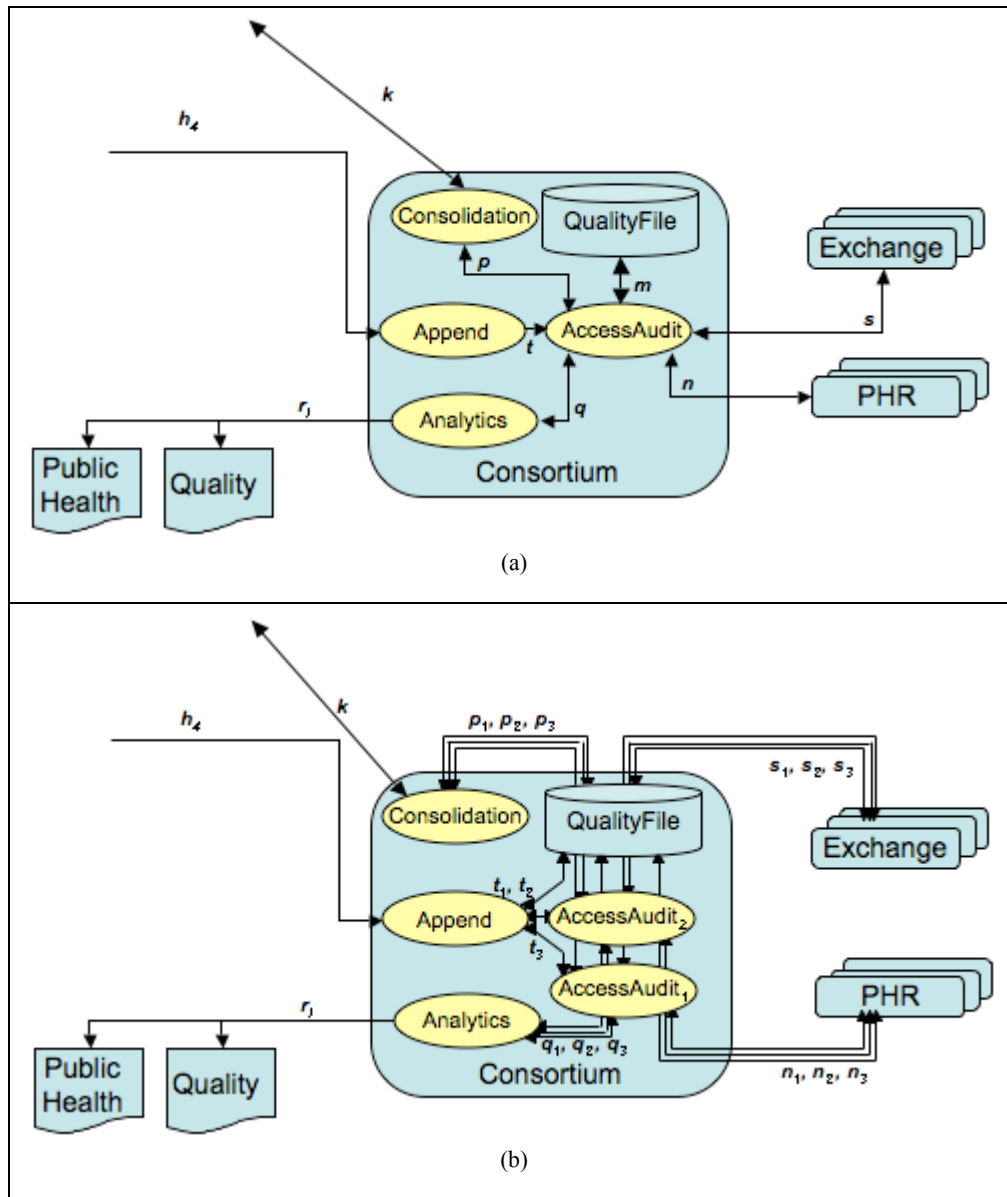 k
h4
Consolidation
QualityFile
p
m
Exchange
Append
t
AccessAudit
s
n
PHR
rj
Analytics
q
Public
Health
Quality
Consortium
(a)
k
h4
p1, p2, p3
s1, s2, s3
Consolidation
QualityFile
Exchange
t1, t2
Append
AccessAudit2
t3
AccessAudit1
PHR
rj
Analytics
q1, q2, q3
Public
Health
Quality
Consortium
n1, n2, n3
(b)